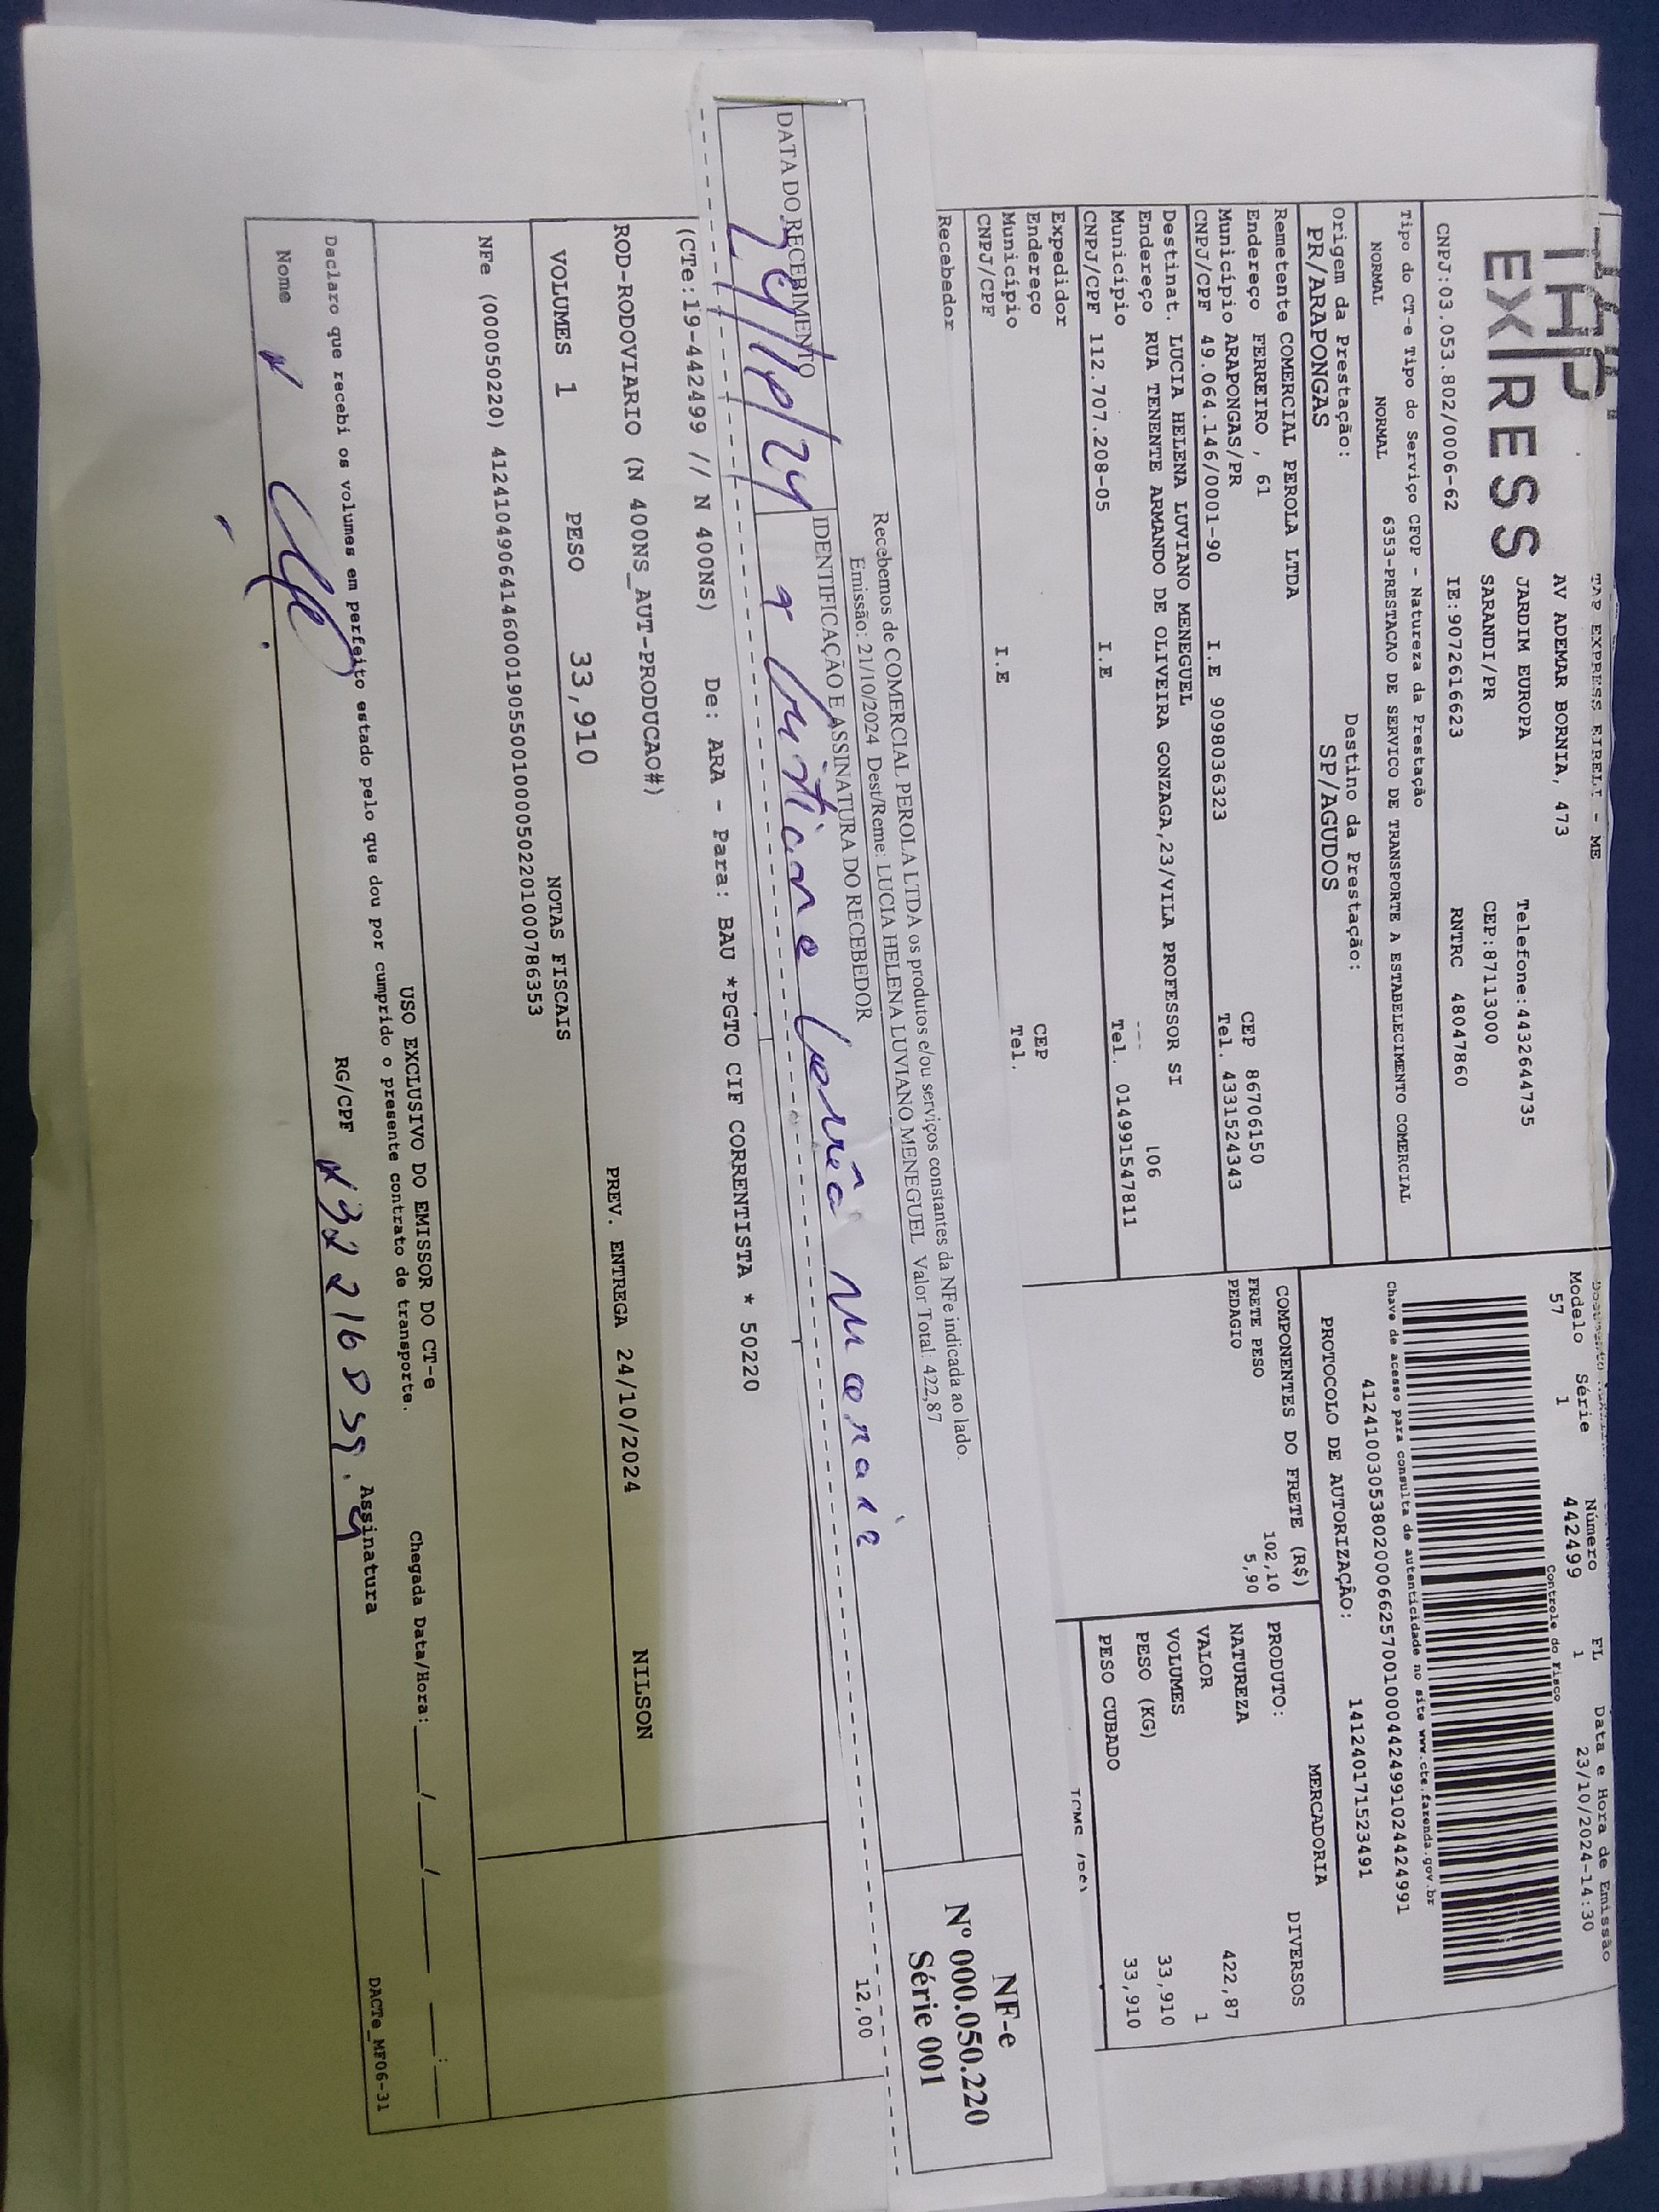 TAP EXPRESS EIRELI - ME
TAP
EXPRESS
AV ADEMAR BORNIA, 473
JARDIM EUROPA
Telefone:4432644735
SARANDI/PR
CEP:87113000
CNPJ:03.053.802/0006-62
IE:9072616623
RNTRC 48047860
Modelo Série Número FL Data e Hora de Emissão
57 1 442499 1 23/10/2024-14:30
Controle do Fisco
Tipo do CT-e Tipo do Serviço CFOP - Natureza da Prestação
NORMAL NORMAL 6353-PRESTACAO DE SERVICO DE TRANSPORTE A ESTABELECIMENTO COMERCIAL
Chave de acesso para consulta de autenticidade no site www.cte.fazenda.gov.br
41241003053802000662570010004424991024424991
Origem da Prestação:
PR/ARAPONGAS
Destino da Prestação:
SP/AGUDOS
PROTOCOLO DE AUTORIZAÇÃO:
141240171523491
Remetente COMERCIAL PEROLA LTDA
Endereço FERREIRO , 61
CEP 86706150
Município ARAPONGAS/PR
Tel. 4331524343
CNPJ/CPF 49.064.146/0001-90 I.E 9098036323
Destinat. LUCIA HELENA LUVIANO MENEGUEL
Endereço RUA TENENTE ARMANDO DE OLIVEIRA GONZAGA,23/VILA PROFESSOR SI
Município
Tel. 014991547811
CNPJ/CPF 112.707.208-05 I.E
Expedidor
Endereço
CEP
Município
Tel.
CNPJ/CPF I.E
Recebador
COMPONENTES DO FRETE (R$)
FRETE PESO 102,10
PEDAGIO 5,90
MERCADORIA
PRODUTO: DIVERSOS
NATUREZA
VALOR 422,87
VOLUMES 1
PESO (KG) 33,910
PESO CUBADO 33,910
Recebemos de COMERCIAL PEROLA LTDA os produtos e/ou serviços constantes da NFe indicada ao lado.
Emissão: 21/10/2024 Dest/Reme: LUCIA HELENA LUVIANO MENEGUEL Valor Total: 422,87
DATA DO RECEBIMENTO
IDENTIFICAÇÃO E ASSINATURA DO RECEBEDOR
NF-e
Nº 000.050.220
Série 001
12,00
(CTe:19-442499 // N 400NS) De: ARA - Para: BAU *PGTO CIF CORRENTISTA * 50220
ROD-RODOVIARIO (N 400NS_AUT-PRODUCAO#)
PREV. ENTREGA 24/10/2024
NILSON
VOLUMES 1 PESO 33,910
NOTAS FISCAIS
NFe (000050220) 41241049064146000190550010000502201000786353
USO EXCLUSIVO DO EMISSOR DO CT-e
Chegada Data/Hora:
Daclaro que recebi os volumes em perfeito estado pelo que dou por cumprido o presente contrato de transporte.
Nome
RG/CPF
Assinatura
DACTe_MF06-31